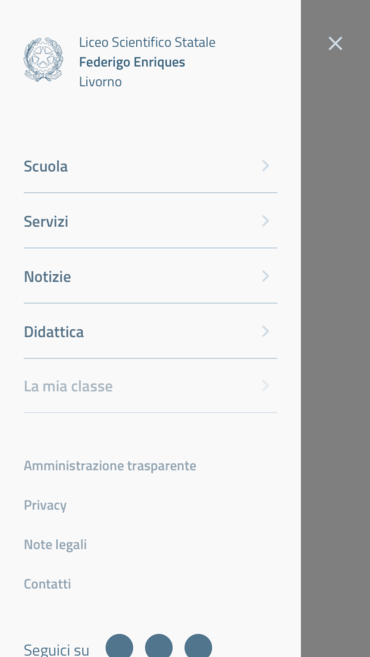 Liceo Scientifico Statale
Federigo Enriques
Livorno
Scuola
Servizi
Notizie
Didattica
La mia classe
Amministrazione trasparente
Privacy
Note legali
Contatti
Seguici su